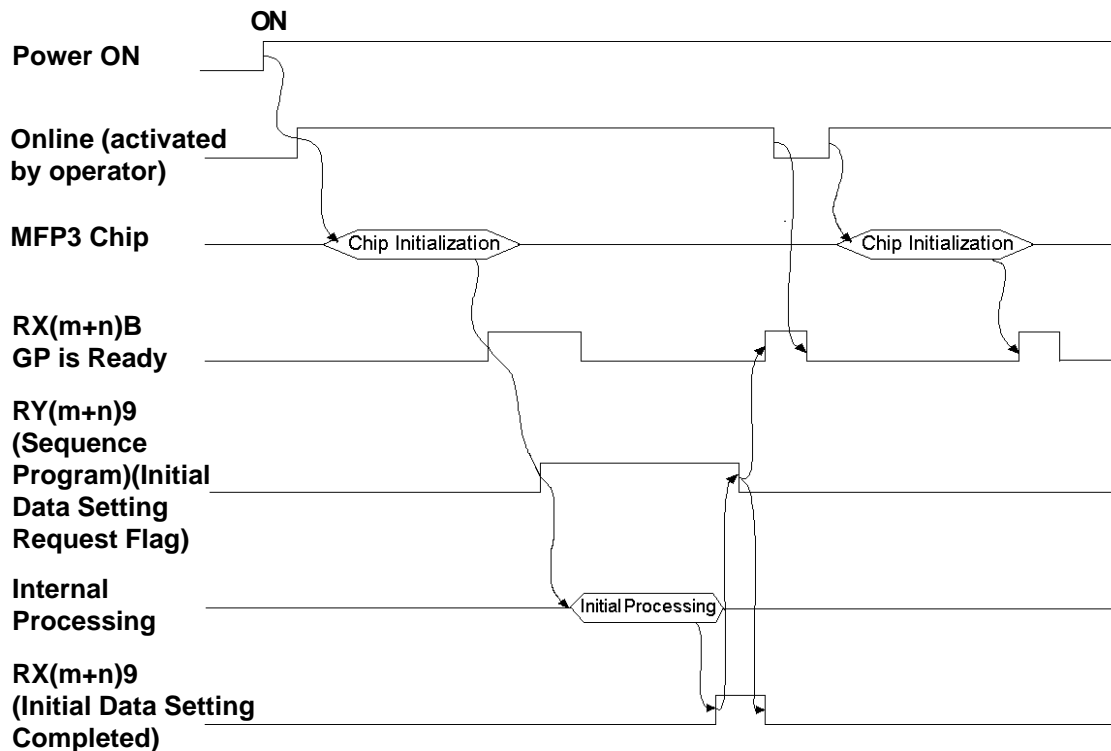 ON
Power ON
Online (activated
by operator)
MFP3 Chip
Chip Initialization
Chip Initialization
RX(m+n)B
GP is Ready
RY(m+n)9
(Sequence
Program)(Initial
Data Setting
Request Flag)
Internal
Processing
Initial Processing
RX(m+n)9
(Initial Data Setting
Completed)